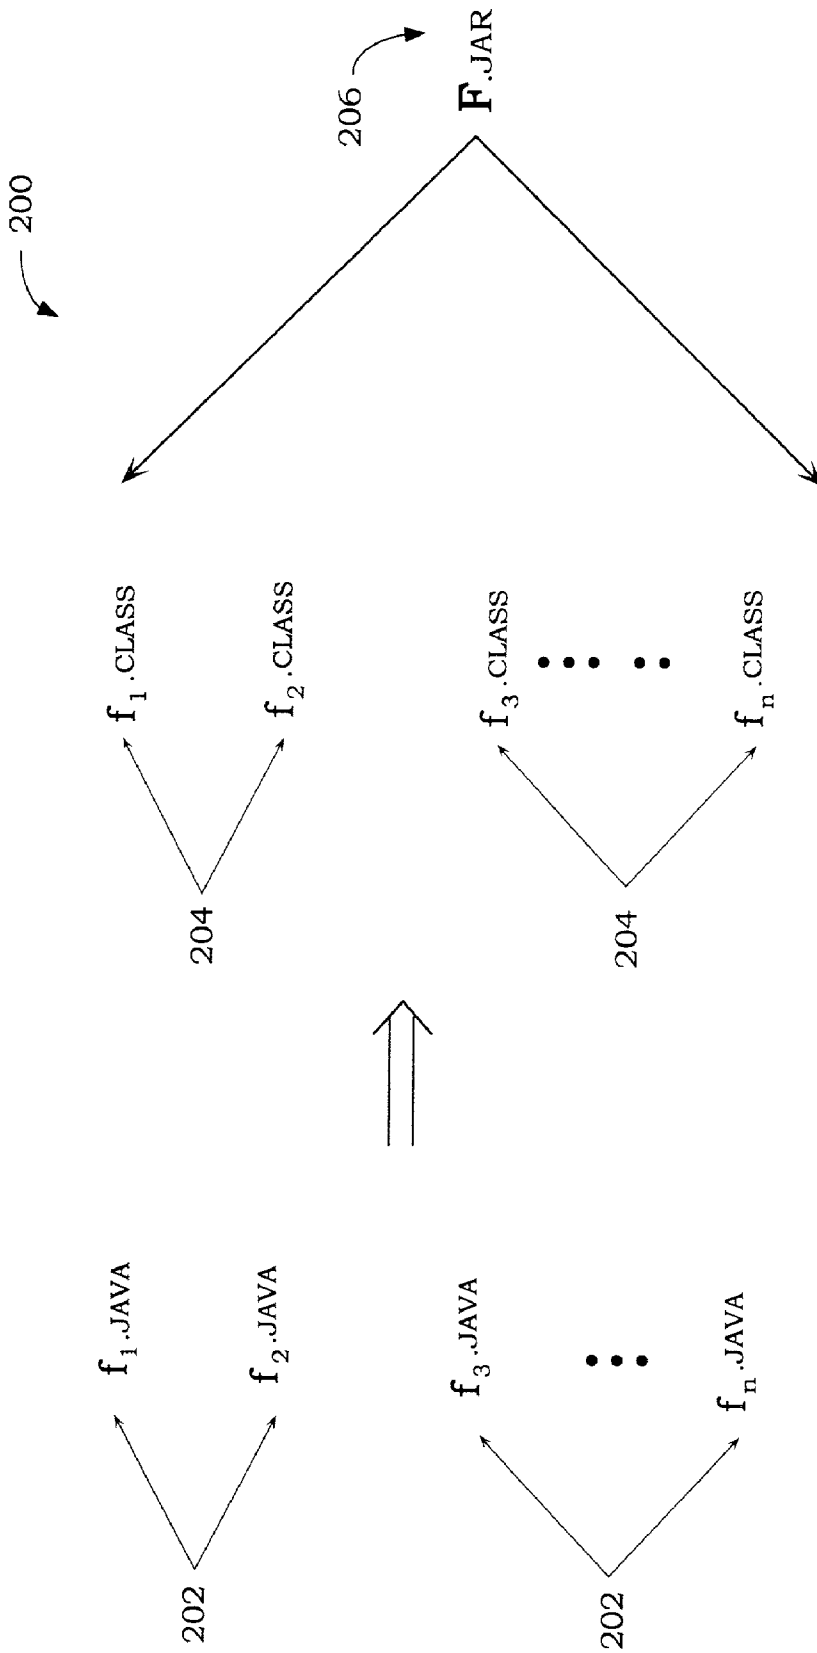 200
206
F.JAR
202
f1.JAVA
f2.JAVA
202
f3.JAVA
fn.JAVA
204
f1.CLASS
f2.CLASS
204
f3.CLASS
fn.CLASS